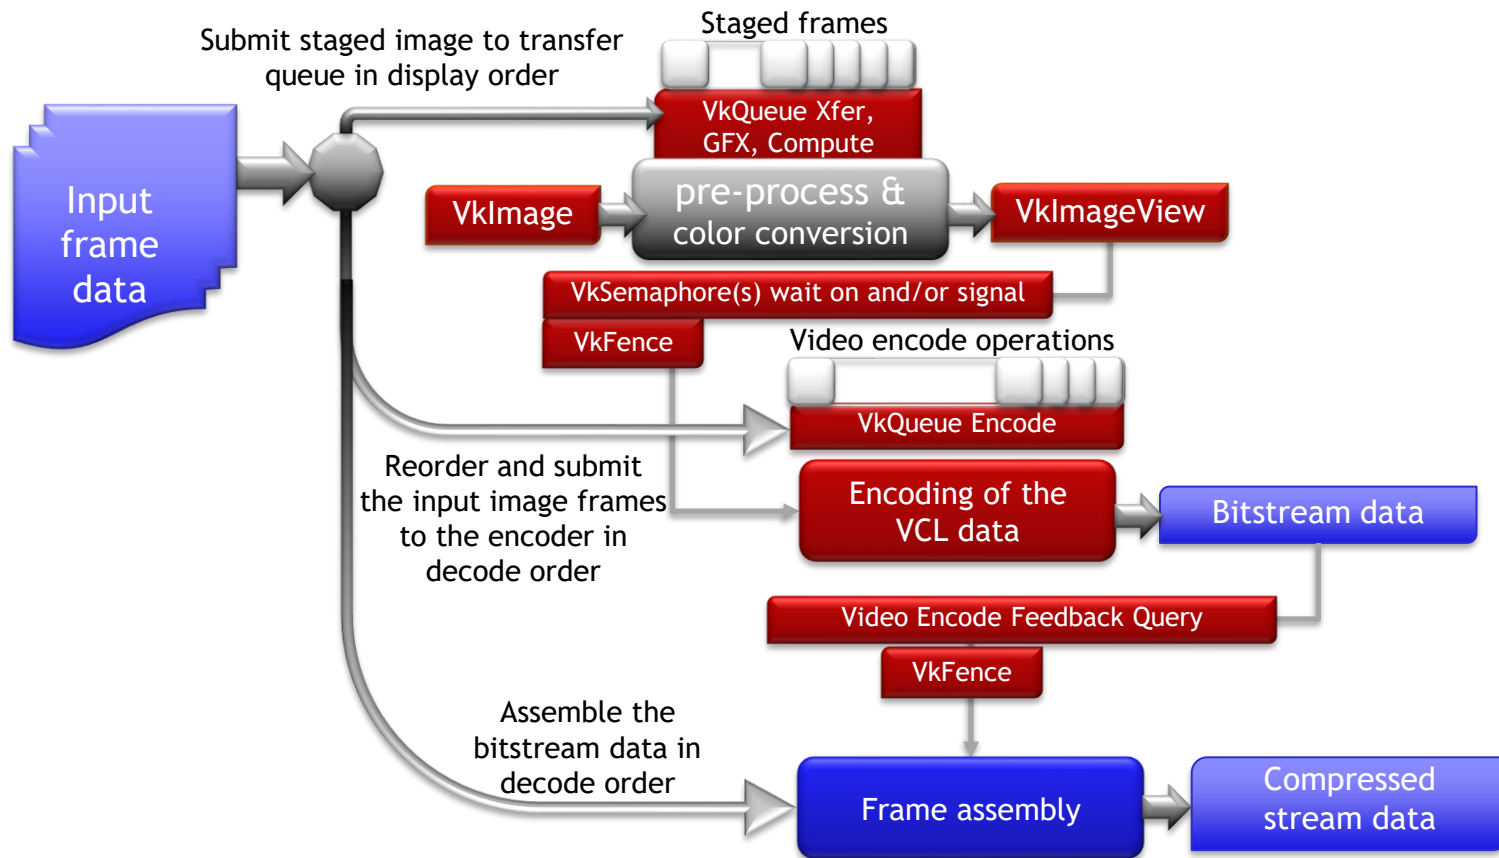 Submit staged image to transfer
queue in display order
Staged frames
VkQueue Xfer,
GFX, Compute
Input
frame
data
VkImage
pre-process &
color conversion
VkImageView
VkSemaphore(s) wait on and/or signal
VkFence
Video encode operations
VkQueue Encode
Reorder and submit
the input image frames
to the encoder in
decode order
Encoding of the
VCL data
Bitstream data
Video Encode Feedback Query
VkFence
Assemble the
bitstream data in
decode order
Frame assembly
Compressed
stream data